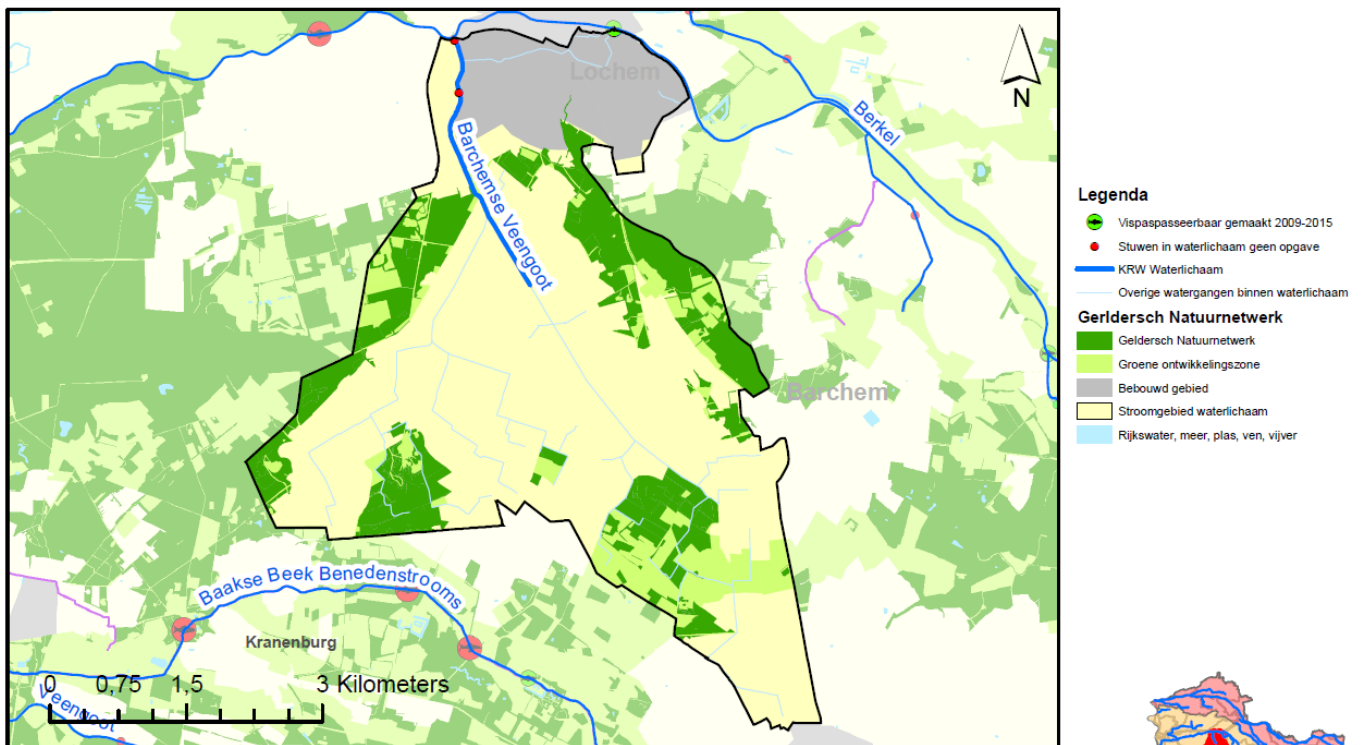 Lochem
N
Berkel
Barchemse Veengoot
Barchem
Baakse Beek Benedenstrooms
Kranenburg
0 0,75 1,5 3 Kilometers
Veengoot
Legenda
Vispaspasseerbaar gemaakt 2009-2015
Stuwen in waterlichaam geen opgave
KRW Waterlichaam
Overige watergangen binnen waterlichaam
Gerldersch Natuurnetwerk
Geldersch Natuurnetwerk
Groene ontwikkelingszone
Bebouwd gebied
Stroomgebied waterlichaam
Rijkswater, meer, plas, ven, vijver